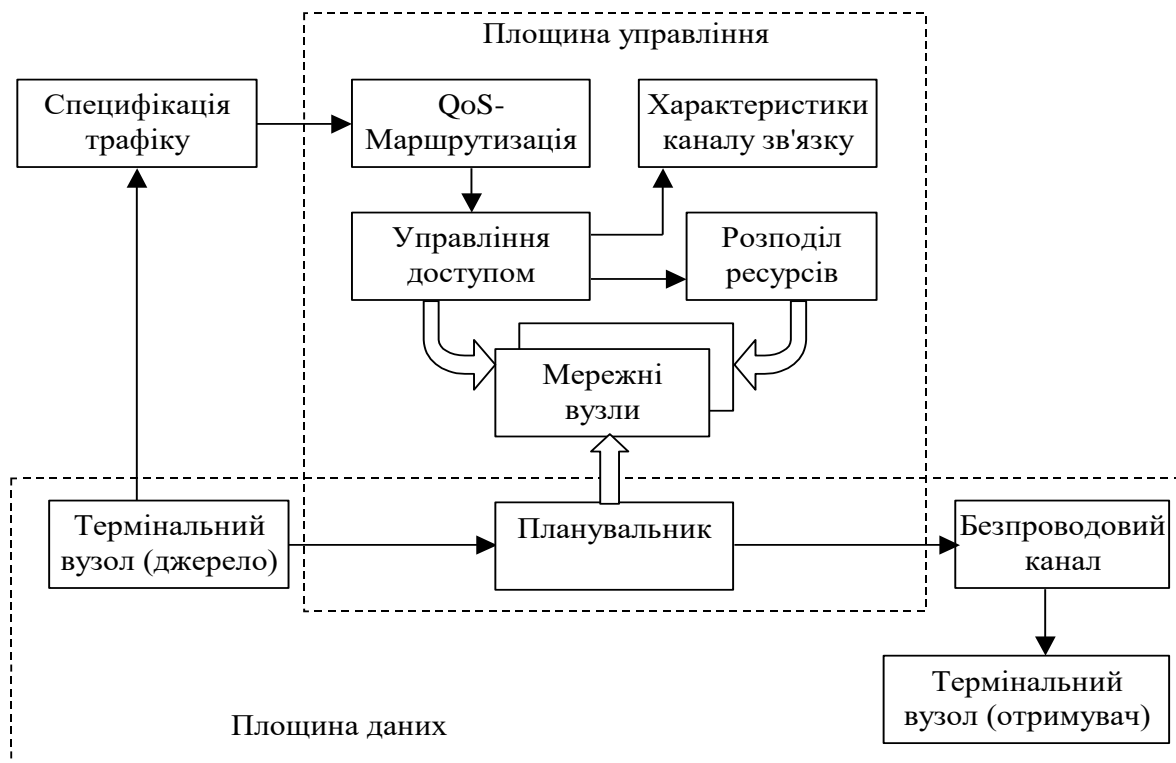 Площина управління
Специфікація
трафіку
QoS-
Маршрутизація
Характеристики
каналу зв'язку
Управління
доступом
Розподіл
ресурсів
Мережні
вузли
Термінальний
вузол (джерело)
Планувальник
Безпроводовий
канал
Термінальний
вузол (отримувач)
Площина даних